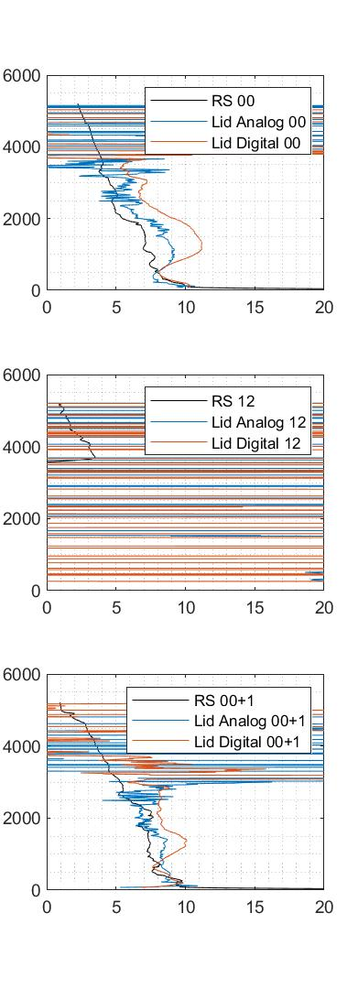 6000
4000
2000
0
RS 00
Lid Analog 00
Lid Digital 00
0 5 10 15 20
6000
4000
2000
0
RS 12
Lid Analog 12
Lid Digital 12
0 5 10 15 20
6000
4000
2000
0
RS 00+1
Lid Analog 00+1
Lid Digital 00+1
0 5 10 15 20